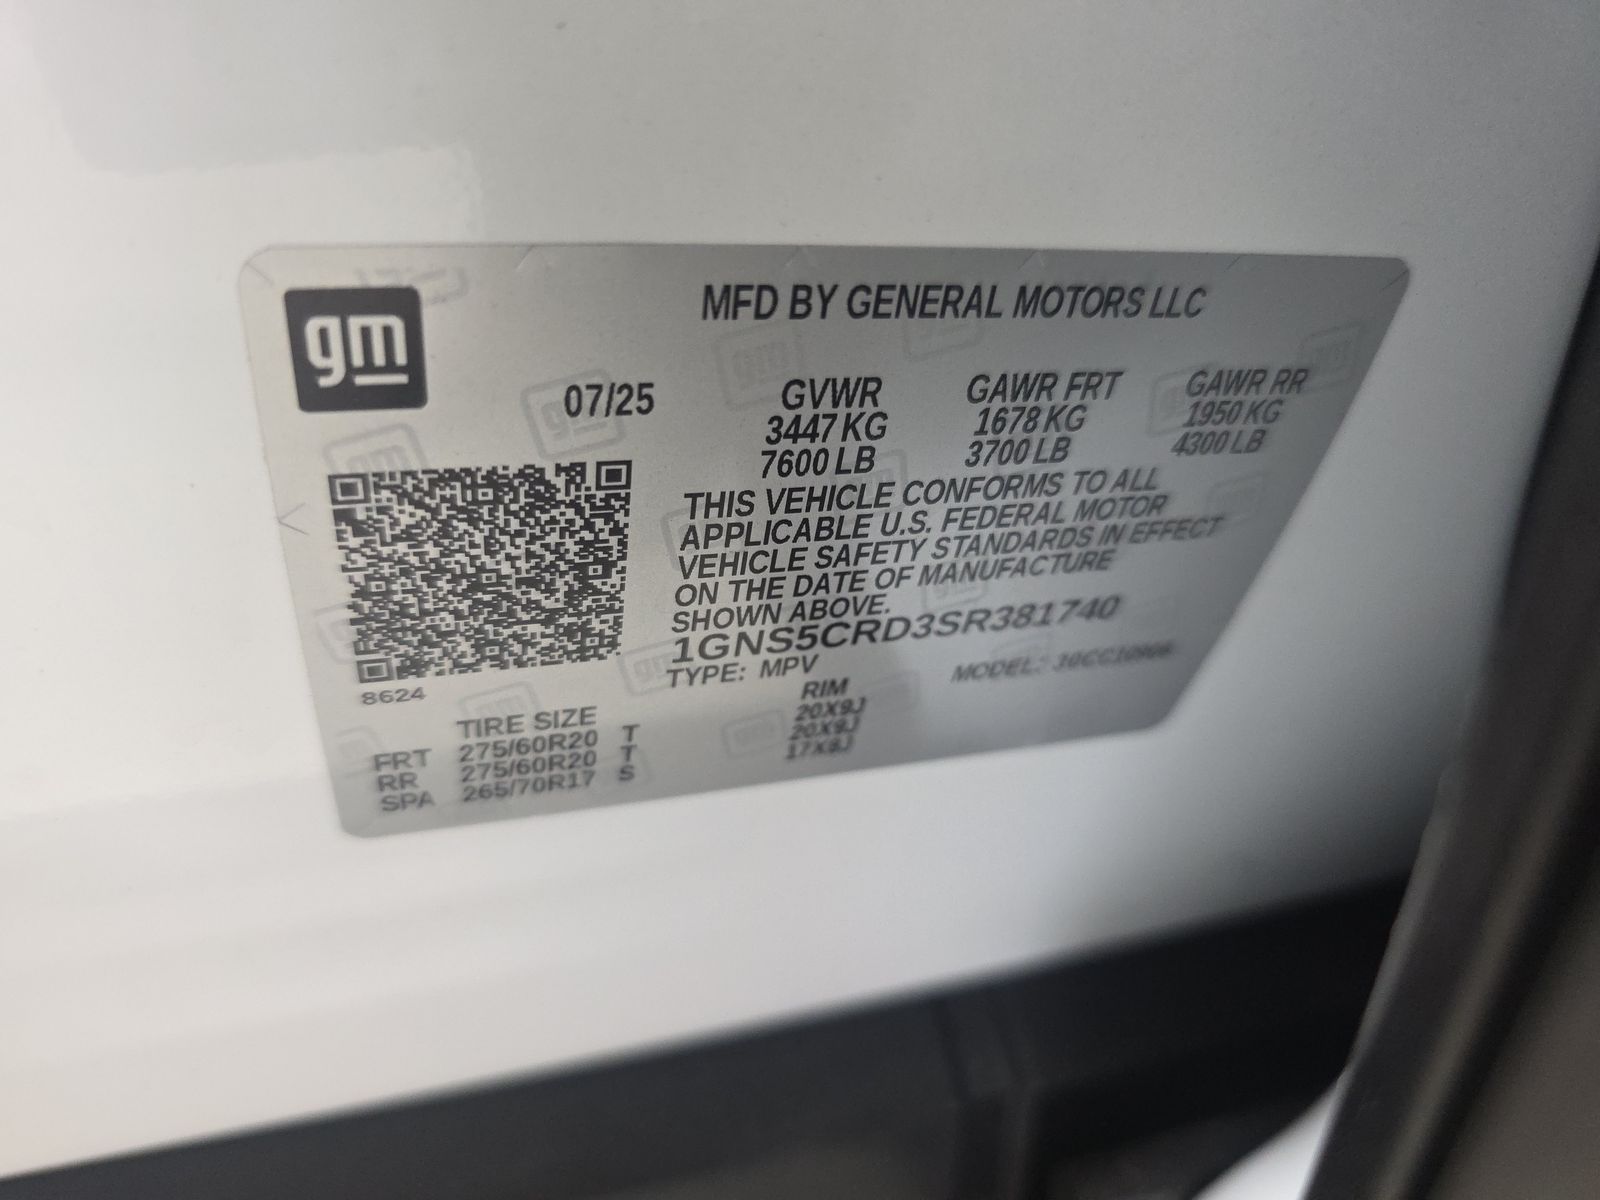 gm
MFD BY GENERAL MOTORS LLC
07/25 GVWR GAWR FRT GAWR RR
3447 KG 1678 KG 1950 KG
7600 LB 3700 LB 4300 LB
THIS VEHICLE CONFORMS TO ALL
APPLICABLE U.S. FEDERAL MOTOR
VEHICLE SAFETY STANDARDS IN EFFECT
ON THE DATE OF MANUFACTURE
SHOWN ABOVE.
1GNS5CRD3SR381740
TYPE: MPV MODEL:
8624
TIRE SIZE RIM
FRT 275/60R20 T 20X9J
RR 275/60R20 T 20X9J
SPA 265/70R17 S 17X8J